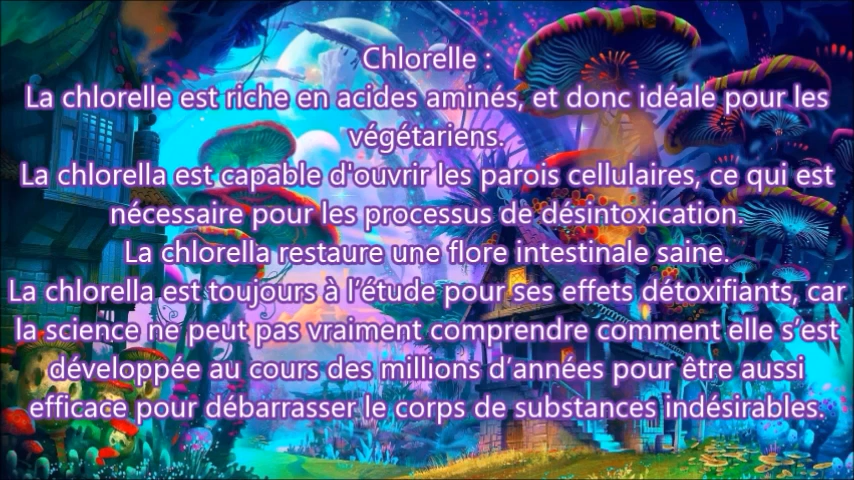 Chlorelle :
La chlorelle est riche en acides aminés, et donc idéale pour les
végétariens.
La chlorella est capable d'ouvrir les parois cellulaires, ce qui est
nécessaire pour les processus de désintoxication.
La chlorella restaure une flore intestinale saine.
La chlorella est toujours à l’étude pour ses effets détoxifiants, car
la science ne peut pas vraiment comprendre comment elle s’est
développée au cours des millions d’années pour être aussi
efficace pour débarrasser le corps de substances indésirables.